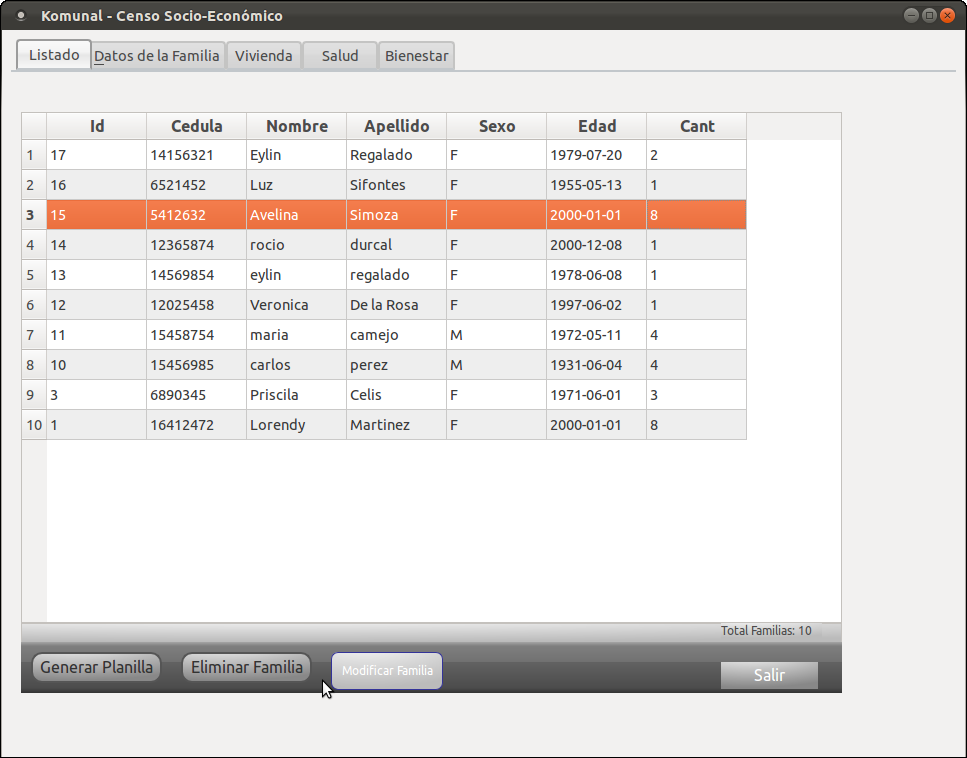 Komunal - Censo Socio-Económico
Listado Datos de la Familia Vivienda Salud Bienestar
Id Cedula Nombre Apellido Sexo Edad Cant
1 17 14156321 Eylin Regalado F 1979-07-20 2
2 16 6521452 Luz Sifontes F 1955-05-13 1
3 15 5412632 Avelina Simoza F 2000-01-01 8
4 14 12365874 rocio durcal F 2000-12-08 1
5 13 14569854 eylin regalado F 1978-06-08 1
6 12 12025458 Veronica De la Rosa F 1997-06-02 1
7 11 15458754 maria camejo M 1972-05-11 4
8 10 15456985 carlos perez M 1931-06-04 4
9 3 6890345 Priscila Celis F 1971-06-01 3
10 1 16412472 Lorendy Martinez F 2000-01-01 8
Total Familias: 10
Generar Planilla Eliminar Familia Modificar Familia Salir